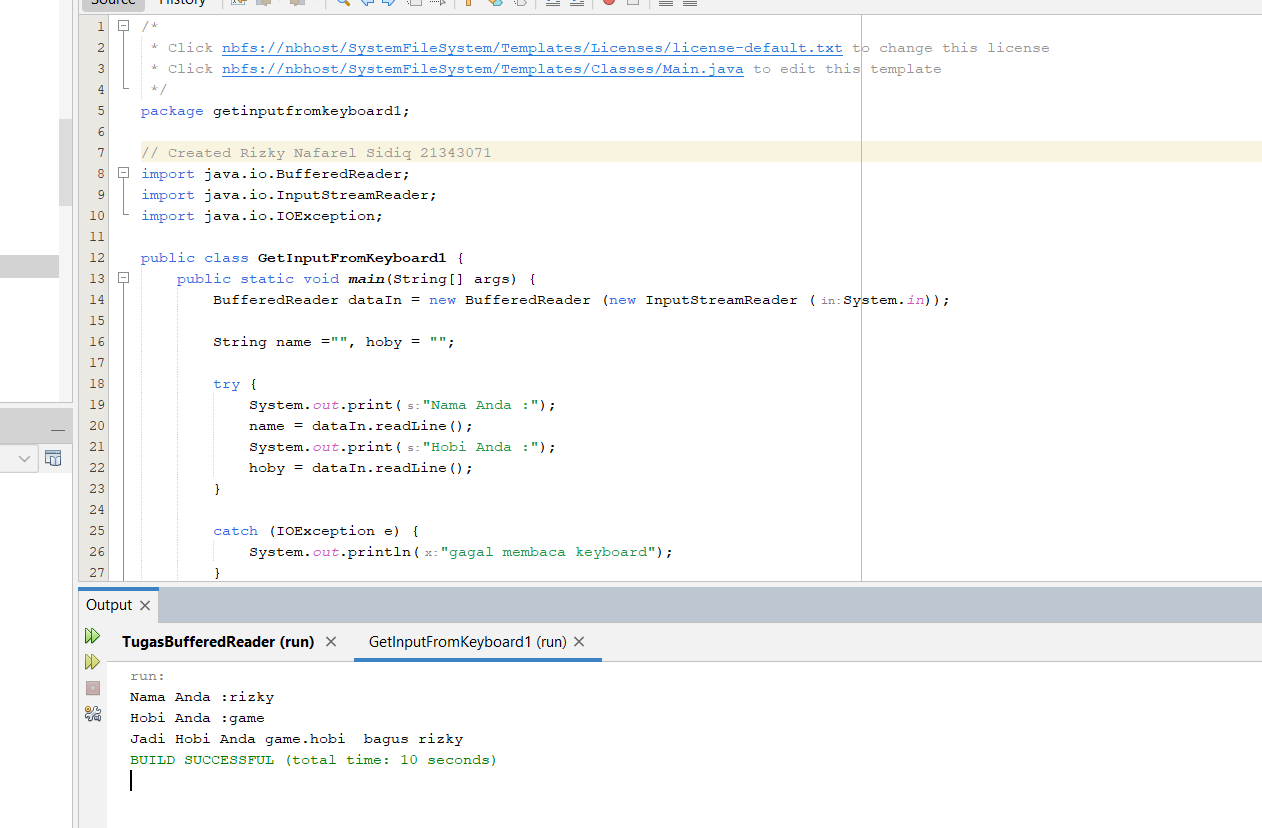 Source History
1 /*
2 * Click nbfs://nbhost/SystemFileSystem/Templates/Licenses/license-default.txt to change this license
3 * Click nbfs://nbhost/SystemFileSystem/Templates/Classes/Main.java to edit this template
4 */
5 package getinputfromkeyboard1;
6
7 // Created Rizky Nafarel Sidiq 21343071
8 import java.io.BufferedReader;
9 import java.io.InputStreamReader;
10 import java.io.IOException;
11
12 public class GetInputFromKeyboard1 {
13 public static void main(String[] args) {
14 BufferedReader dataIn = new BufferedReader (new InputStreamReader ( in:System.in));
15
16 String name ="", hoby = "";
17
18 try {
19 System.out.print( s:"Nama Anda :");
20 name = dataIn.readLine();
21 System.out.print( s:"Hobi Anda :");
22 hoby = dataIn.readLine();
23 }
24
25 catch (IOException e) {
26 System.out.println( x:"gagal membaca keyboard");
27 }
Output
TugasBufferedReader (run) GetInputFromKeyboard1 (run)
run:
Nama Anda :rizky
Hobi Anda :game
Jadi Hobi Anda game.hobi  bagus rizky
BUILD SUCCESSFUL (total time: 10 seconds)